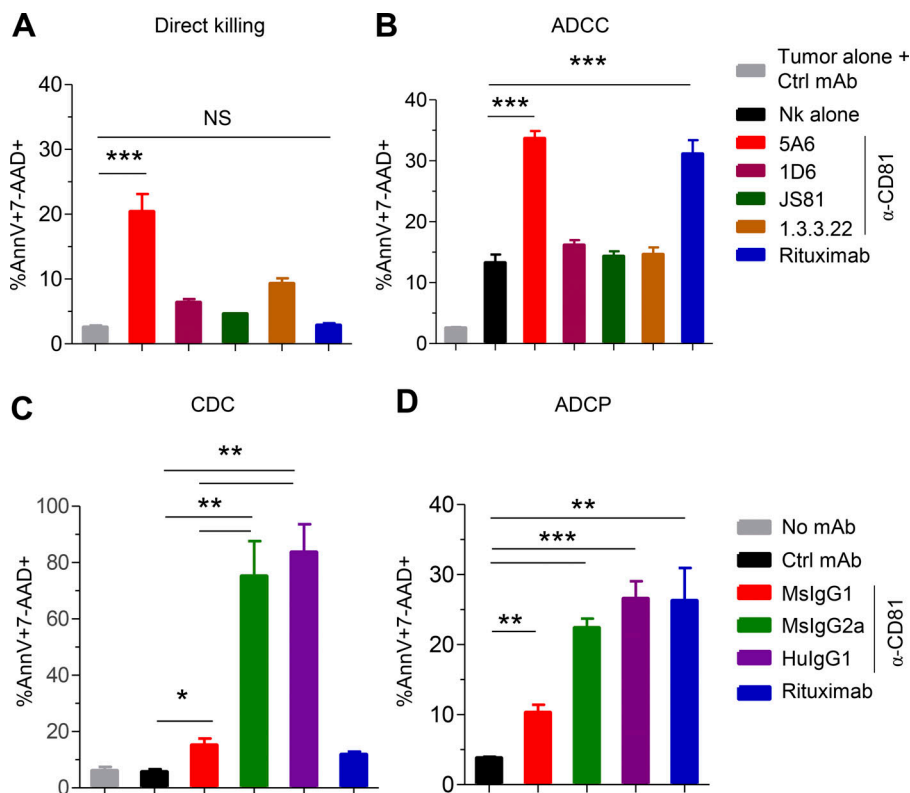 A
Direct killing
%AnnV+7-AAD+
40
30
20
10
0
***
NS
B
ADCC
%AnnV+7-AAD+
40
30
20
10
0
***
***
Tumor alone +
Ctrl mAb
Nk alone
5A6
1D6
JS81
1.3.3.22
Rituximab
α-CD81
C
CDC
%AnnV+7-AAD+
100
80
60
40
20
0
**
**
*
D
ADCP
%AnnV+7-AAD+
40
30
20
10
0
**
***
**
No mAb
Ctrl mAb
MsIgG1
MsIgG2a
HuIgG1
Rituximab
α-CD81